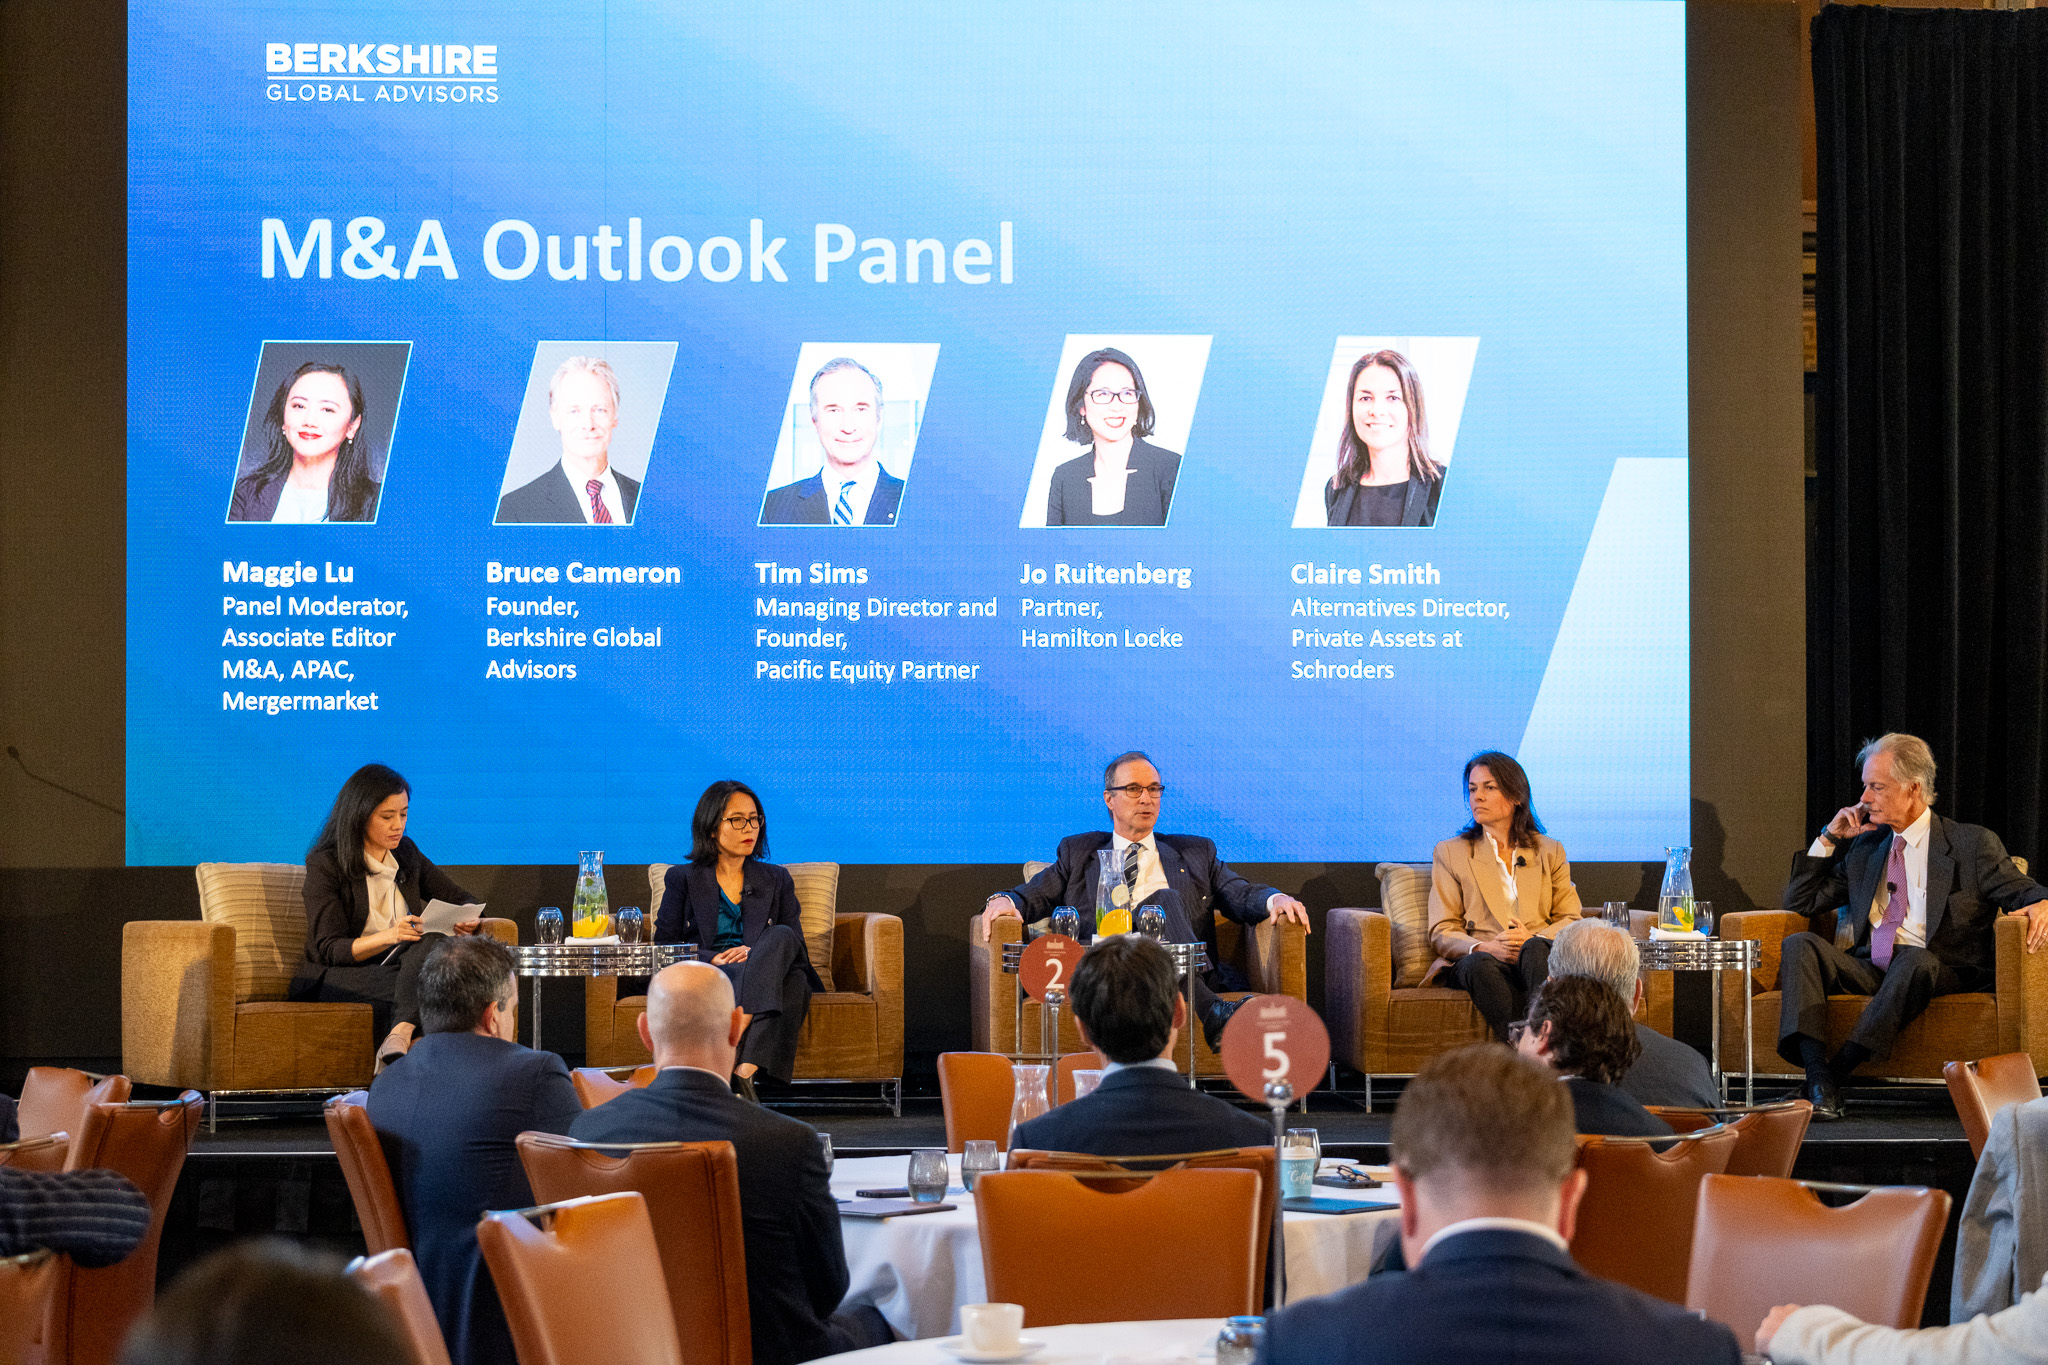 BERKSHIRE
GLOBAL ADVISORS
M&A Outlook Panel
Maggie Lu
Panel Moderator,
Associate Editor
M&A, APAC,
Mergermarket
Bruce Cameron
Founder,
Berkshire Global
Advisors
Tim Sims
Managing Director and
Founder,
Pacific Equity Partner
Jo Ruitenberg
Partner,
Hamilton Locke
Claire Smith
Alternatives Director,
Private Assets at
Schroders
2
5
Coffee